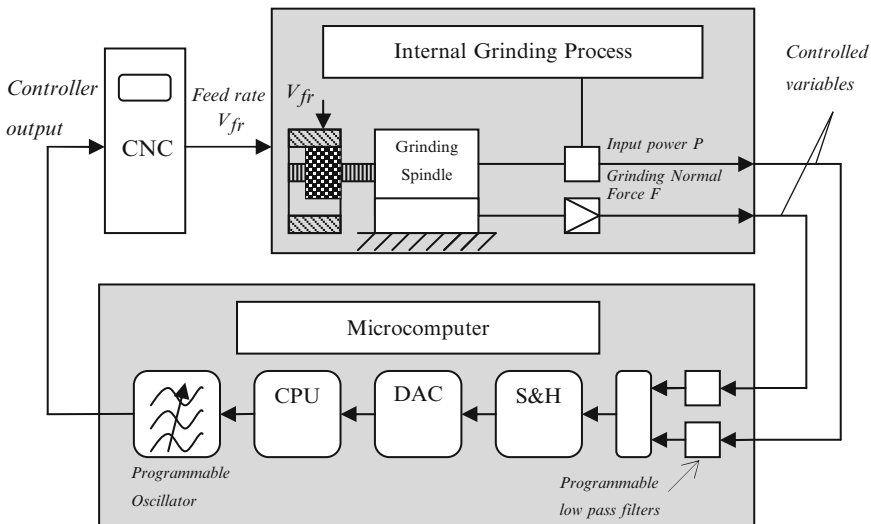 Internal Grinding Process
Controlled
variables
Controller
output
Feed rate
V_fr
CNC
V_fr
Grinding
Spindle
Input power P
Grinding Normal
Force F
Microcomputer
CPU
DAC
S&H
Programmable
Oscillator
Programmable
low pass filters